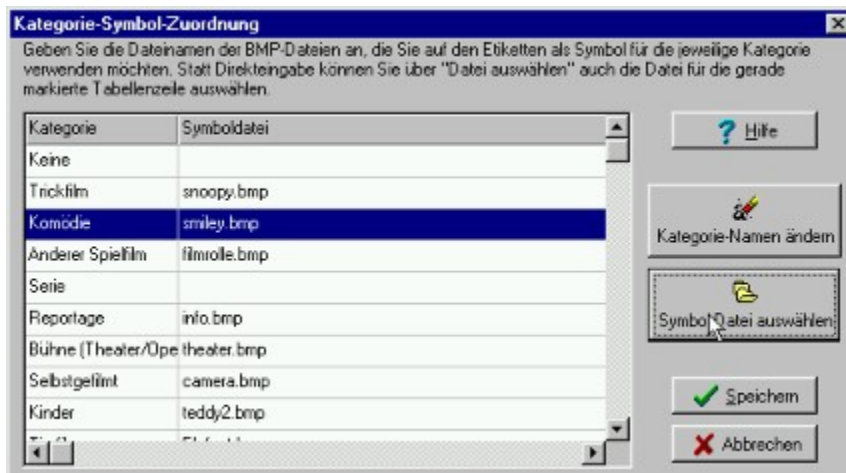 Kategorie-Symbol-Zuordnung
Geben Sie die Dateinamen der BMP-Dateien an, die Sie auf den Etiketten als Symbol für die jeweilige Kategorie
verwenden möchten. Statt Direkteingabe können Sie über "Datei auswählen" auch die Datei für die gerade
markierte Tabellenzeile auswählen.
Kategorie Symboldatei
Keine
Trickfilm snoopy.bmp
Komödie smiley.bmp
Anderer Spielfilm filmrolle.bmp
Serie
Reportage info.bmp
Bühne (Theater/Ope theater.bmp
Selbstgefilmt camera.bmp
Kinder teddy2.bmp
Hilfe
Kategorie-Namen ändern
Symbol-Datei auswählen
Speichern
Abbrechen